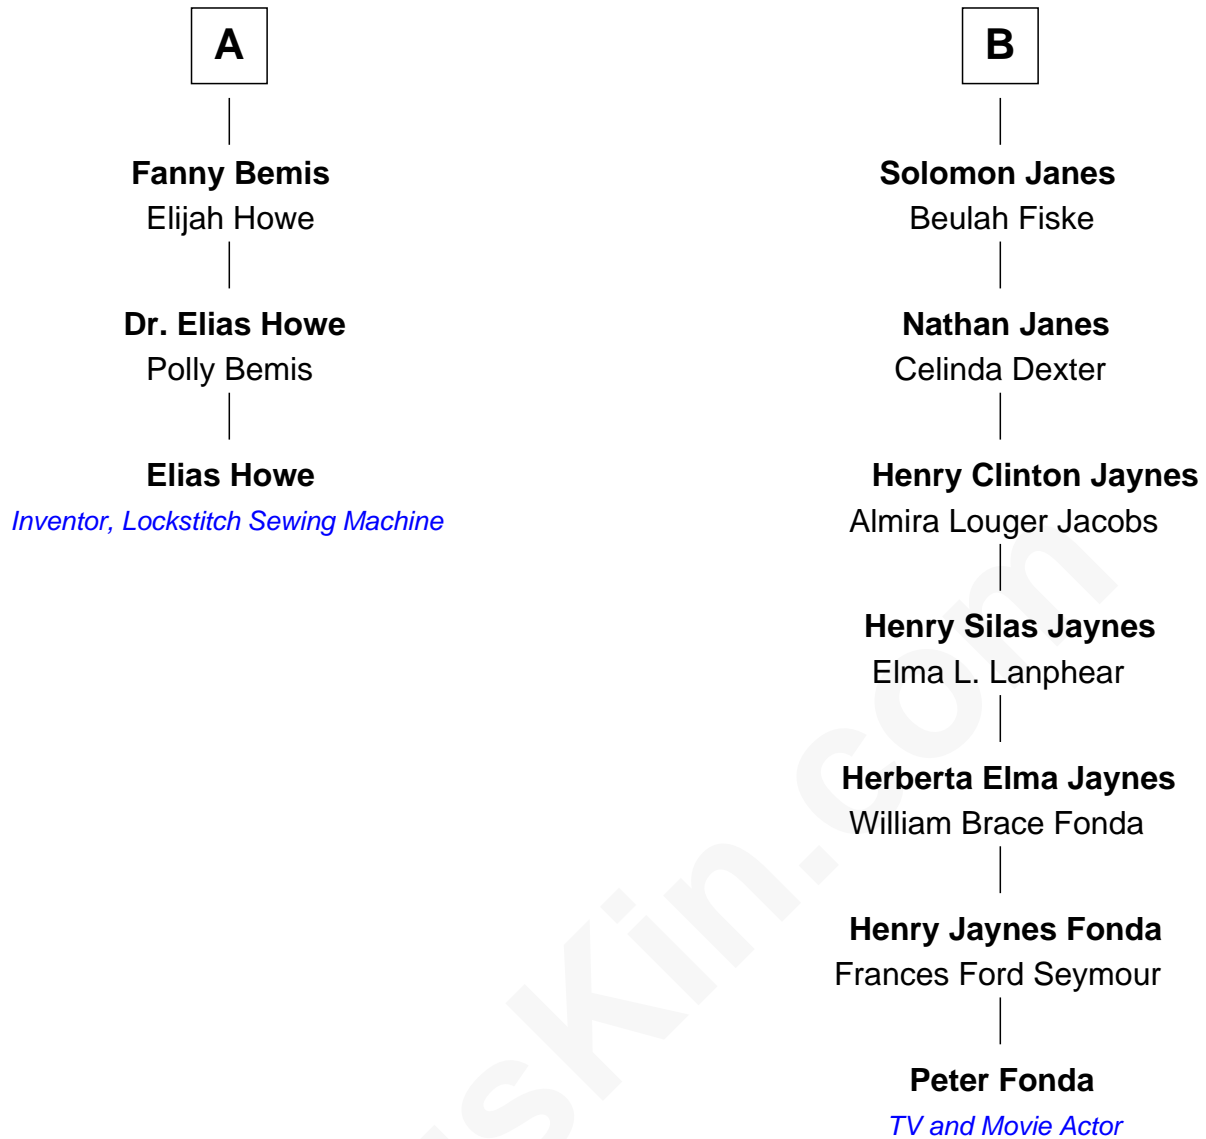 A
Fanny Bemis
Elijah Howe
Dr. Elias Howe
Polly Bemis
Elias Howe
Inventor, Lockstitch Sewing Machine
B
Solomon Janes
Beulah Fiske
Nathan Janes
Celinda Dexter
Henry Clinton Jaynes
Almira Louger Jacobs
Henry Silas Jaynes
Elma L. Lanphear
Herberta Elma Jaynes
William Brace Fonda
Henry Jaynes Fonda
Frances Ford Seymour
Peter Fonda
TV and Movie Actor
sKin.com